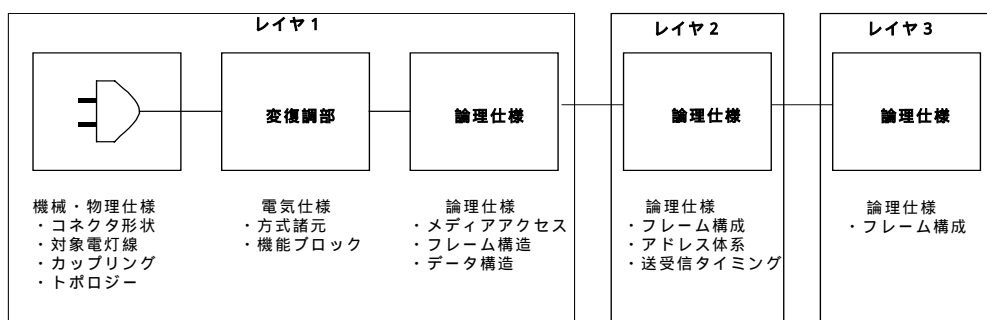 レイヤ1
レイヤ2
レイヤ3
変復調部
論理仕様
論理仕様
論理仕様
機械・物理仕様
・コネクタ形状
・対象電灯線
・カップリング
・トポロジー
電気仕様
・方式諸元
・機能ブロック
論理仕様
・メディアアクセス
・フレーム構造
・データ構造
論理仕様
・フレーム構成
・アドレス体系
・送受信タイミング
論理仕様
・フレーム構成